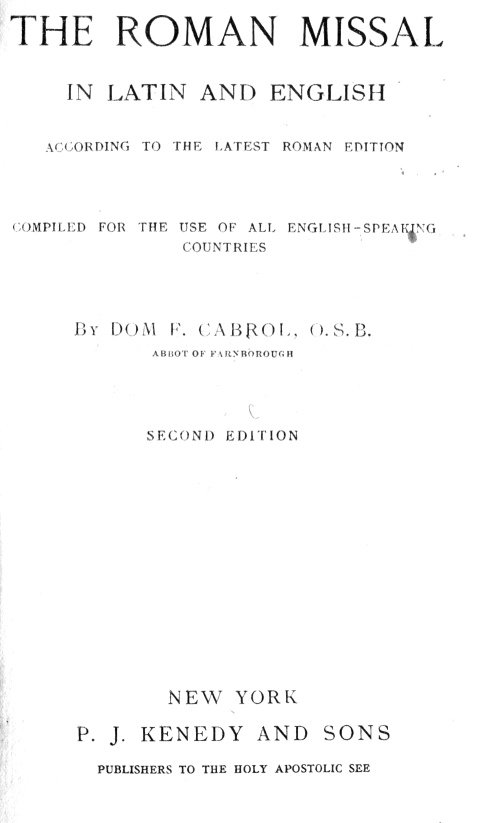 THE ROMAN MISSAL
IN LATIN AND ENGLISH
ACCORDING TO THE LATEST ROMAN EDITION
COMPILED FOR THE USE OF ALL ENGLISH-SPEAKING
COUNTRIES
BY DOM F. CABROL, O.S.B.
ABBOT OF FARNBOROUGH
SECOND EDITION
NEW YORK
P. J. KENEDY AND SONS
PUBLISHERS TO THE HOLY APOSTOLIC SEE